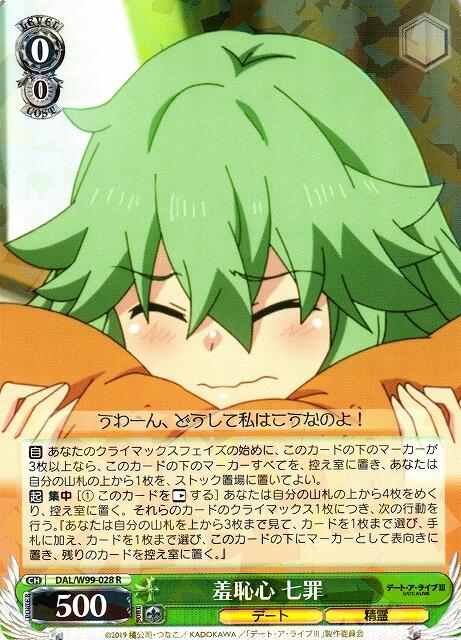 LEVEL
0
0
COST
うわーん、どうして私はこうなのよ！
自 あなたのクライマックスフェイズの始めに、このカードの下のマーカーが
3枚以上なら、このカードの下のマーカーすべてを、控え室に置き、あなたは
自分の山札の上から1枚を、ストック置場に置いてよい。
起 集中 [① このカードを する] あなたは自分の山札の上から4枚をめく
り、控え室に置く。それらのカードのクライマックス1枚につき、次の行動を
行う。『あなたは自分の山札を上から3枚まで見て、カードを1枚まで選び、手
札に加え、カードを1枚まで選び、このカードの下にマーカーとして表向きに
置き、残りのカードを控え室に置く。』
CH DAL/W99-028 R
POWER
500
SOUL
羞恥心 七罪
デート・ア・ライブⅢ
DATE A LIVE
デート
精霊
©2019 橘公司・つなこ／KADOKAWA／「デート・ア・ライブⅢ」製作委員会